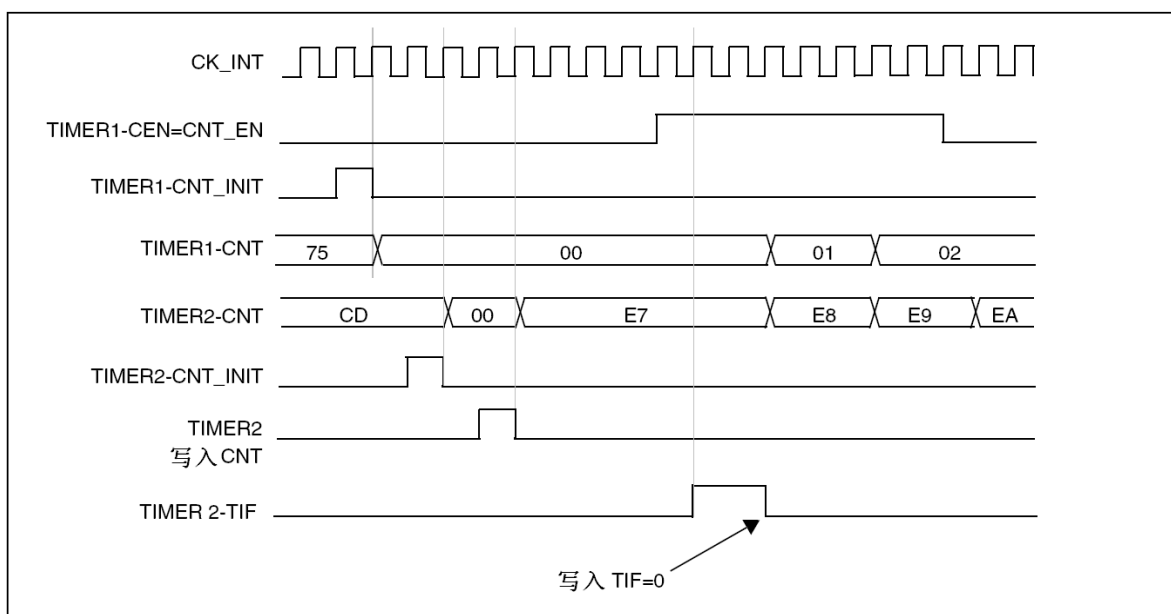 CK_INT
TIMER1-CEN=CNT_EN
TIMER1-CNT_INIT
TIMER1-CNT
75
00
01
02
TIMER2-CNT
CD
00
E7
E8
E9
EA
TIMER2-CNT_INIT
TIMER2
写入CNT
TIMER 2-TIF
写入 TIF=0